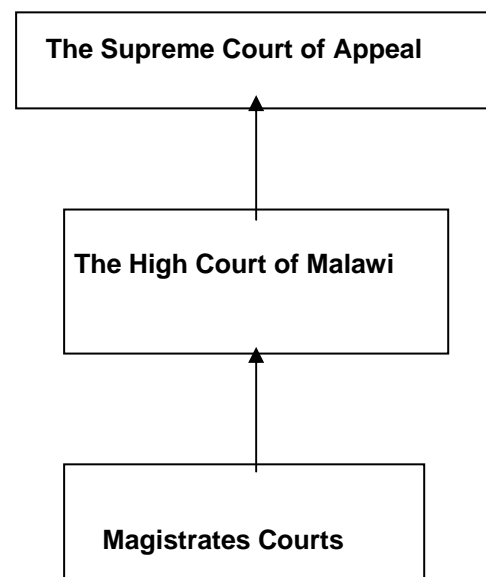 The Supreme Court of Appeal
The High Court of Malawi
Magistrates Courts